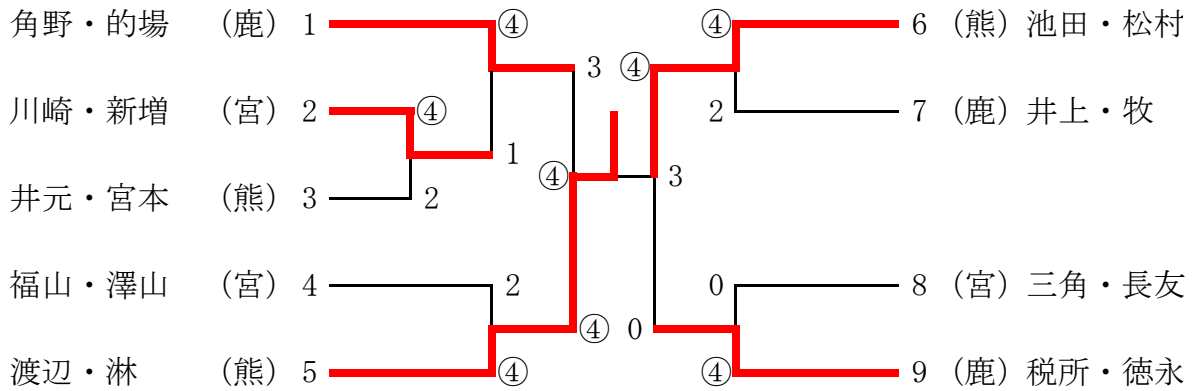 角野・的場 (鹿) 1 ④ ④ 6 (熊) 池田・松村
3 ④
川崎・新増 (宮) 2 ④ 2 7 (鹿) 井上・牧
1
④ 3
井元・宮本 (熊) 3 2
福山・澤山 (宮) 4 2 0 8 (宮) 三角・長友
④ 0
渡辺・淋 (熊) 5 ④ ④ 9 (鹿) 税所・徳永